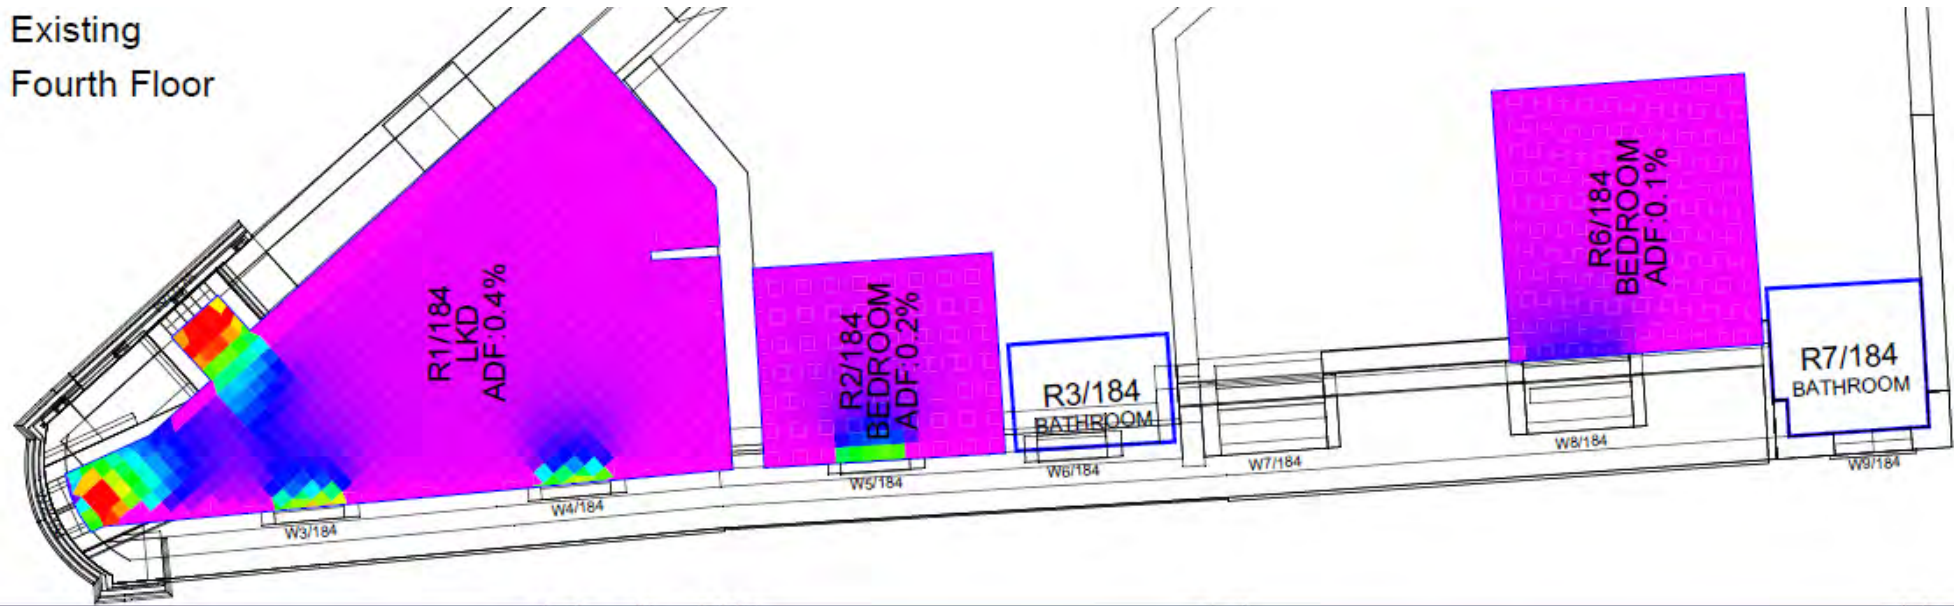 Existing
Fourth Floor
R1/184
LKD
ADF:0.4%
R2/184
BEDROOM
ADF:0.2%
R3/184
BATHROOM
R6/184
BEDROOM
ADF:0.1%
R7/184
BATHROOM
W3/184
W4/184
W5/184
W6/184
W7/184
W8/184
W9/184